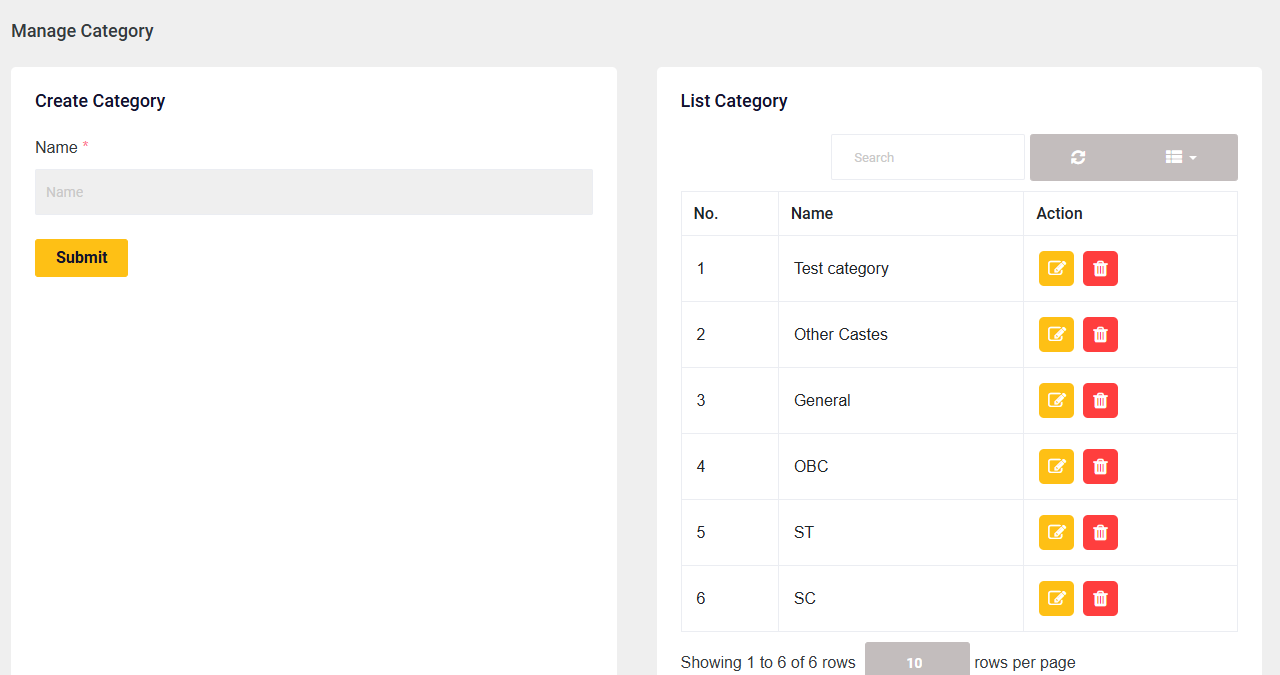 Manage Category
Create Category
Name *
Name
Submit
List Category
Search
No. Name Action
1 Test category
2 Other Castes
3 General
4 OBC
5 ST
6 SC
Showing 1 to 6 of 6 rows 10 rows per page